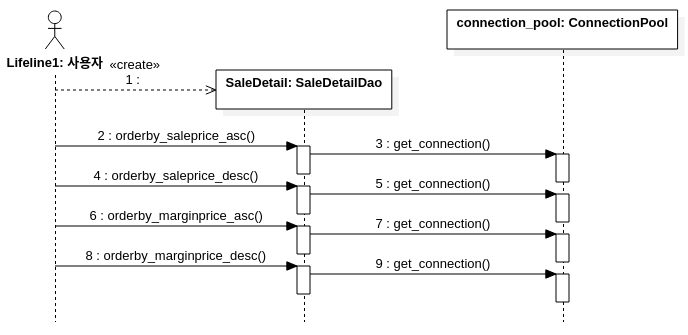 connection_pool: ConnectionPool
Lifeline1: 사용자
«create»
1 :
SaleDetail: SaleDetailDao
2 : orderby_saleprice_asc()
3 : get_connection()
4 : orderby_saleprice_desc()
5 : get_connection()
6 : orderby_marginprice_asc()
7 : get_connection()
8 : orderby_marginprice_desc()
9 : get_connection()